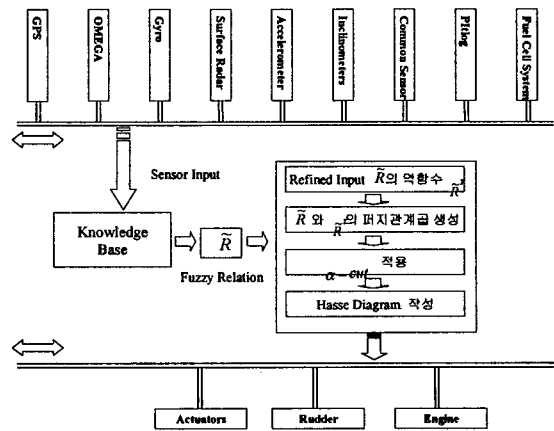 GPS
OMEGA
Gyro
Surface Radar
Accelerometer
Inclinometers
Common Sensor
Pitlog
Fuel Cell System
Sensor Input
Knowledge
Base
R̃
Fuzzy Relation
Refined Input R̃의 역함수 R̃
R̃ 와 R̃의 퍼지관계곱 생성
적용
α-cut
Hasse Diagram 작성
Actuators
Rudder
Engine